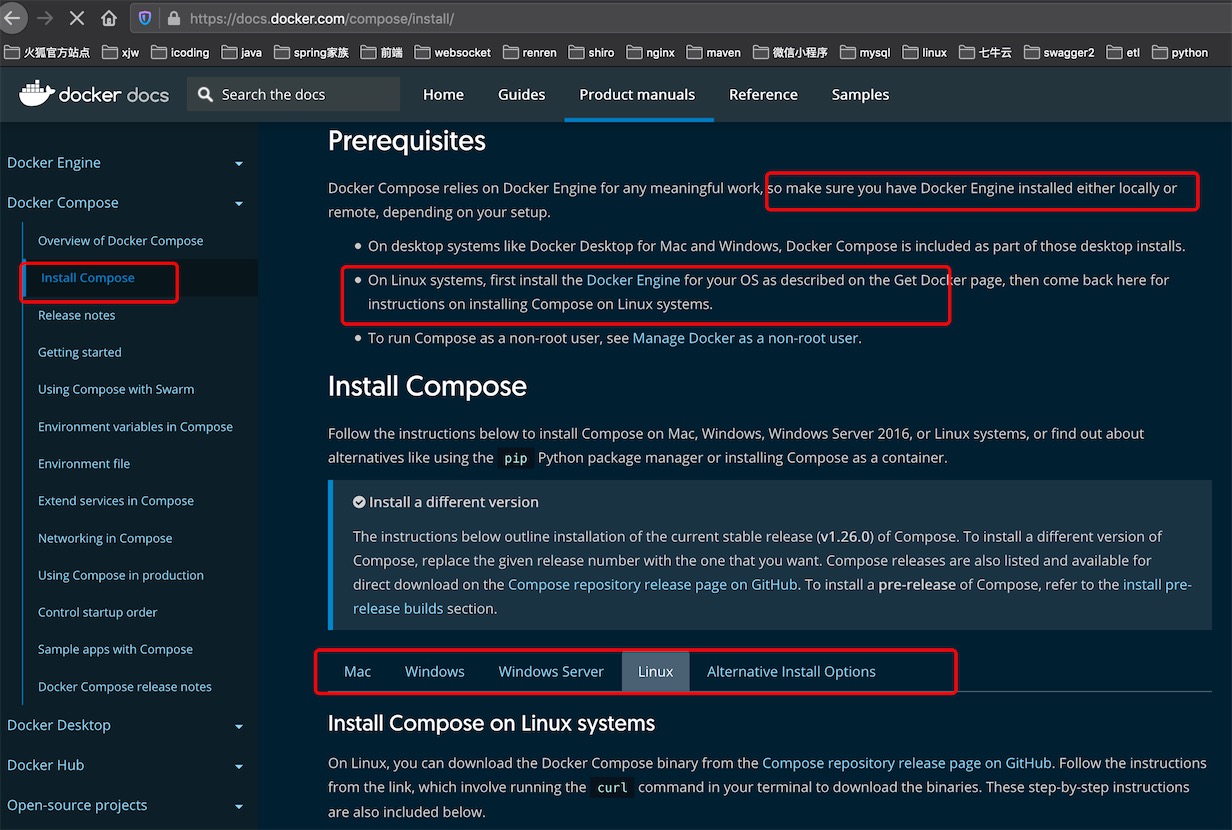 https://docs.docker.com/compose/install/
火狐官方站点 xjw icoding java spring家族 前端 websocket renren shiro nginx maven 微信小程序 mysql linux 七牛云 swagger2 etl python
docker docs Search the docs Home Guides Product manuals Reference Samples
Docker Engine
Docker Compose
Overview of Docker Compose
Install Compose
Release notes
Getting started
Using Compose with Swarm
Environment variables in Compose
Environment file
Extend services in Compose
Networking in Compose
Using Compose in production
Control startup order
Sample apps with Compose
Docker Compose release notes
Docker Desktop
Docker Hub
Open-source projects
Prerequisites
Docker Compose relies on Docker Engine for any meaningful work, so make sure you have Docker Engine installed either locally or
remote, depending on your setup.
• On desktop systems like Docker Desktop for Mac and Windows, Docker Compose is included as part of those desktop installs.
• On Linux systems, first install the Docker Engine for your OS as described on the Get Docker page, then come back here for
instructions on installing Compose on Linux systems.
• To run Compose as a non-root user, see Manage Docker as a non-root user.
Install Compose
Follow the instructions below to install Compose on Mac, Windows, Windows Server 2016, or Linux systems, or find out about
alternatives like using the pip Python package manager or installing Compose as a container.
Install a different version
The instructions below outline installation of the current stable release (v1.26.0) of Compose. To install a different version of
Compose, replace the given release number with the one that you want. Compose releases are also listed and available for
direct download on the Compose repository release page on GitHub. To install a pre-release of Compose, refer to the install pre-
release builds section.
Mac Windows Windows Server Linux Alternative Install Options
Install Compose on Linux systems
On Linux, you can download the Docker Compose binary from the Compose repository release page on GitHub. Follow the instructions
from the link, which involve running the curl command in your terminal to download the binaries. These step-by-step instructions
are also included below.